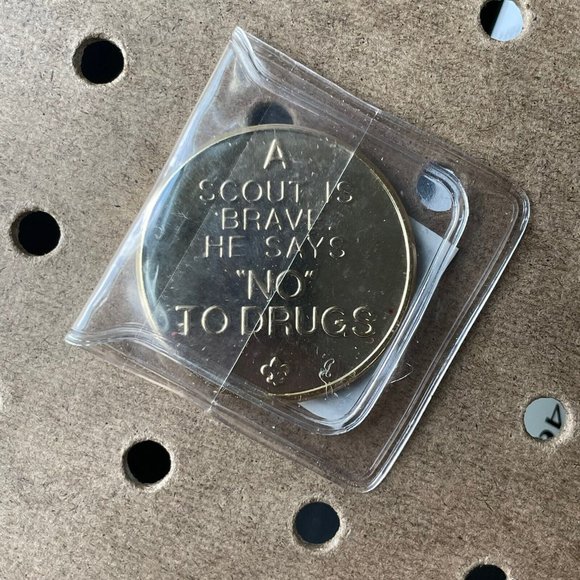 A
SCOUT IS
BRAVE.
HE SAYS
"NO"
TO DRUGS